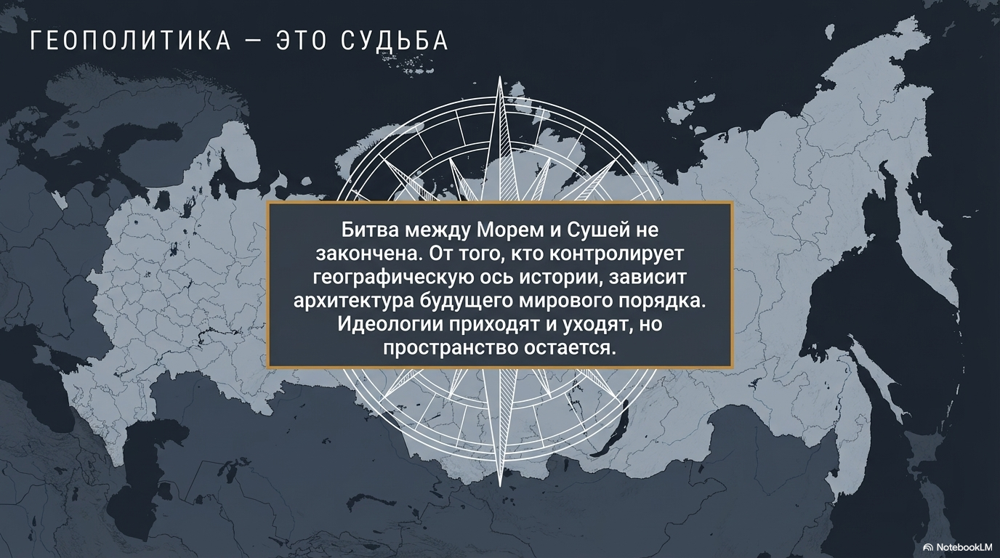 ГЕОПОЛИТИКА — ЭТО СУДЬБА
Битва между Морем и Сушей не
закончена. От того, кто контролирует
географическую ось истории, зависит
архитектура будущего мирового порядка.
Идеологии приходят и уходят, но
пространство остается.
NotebookLM